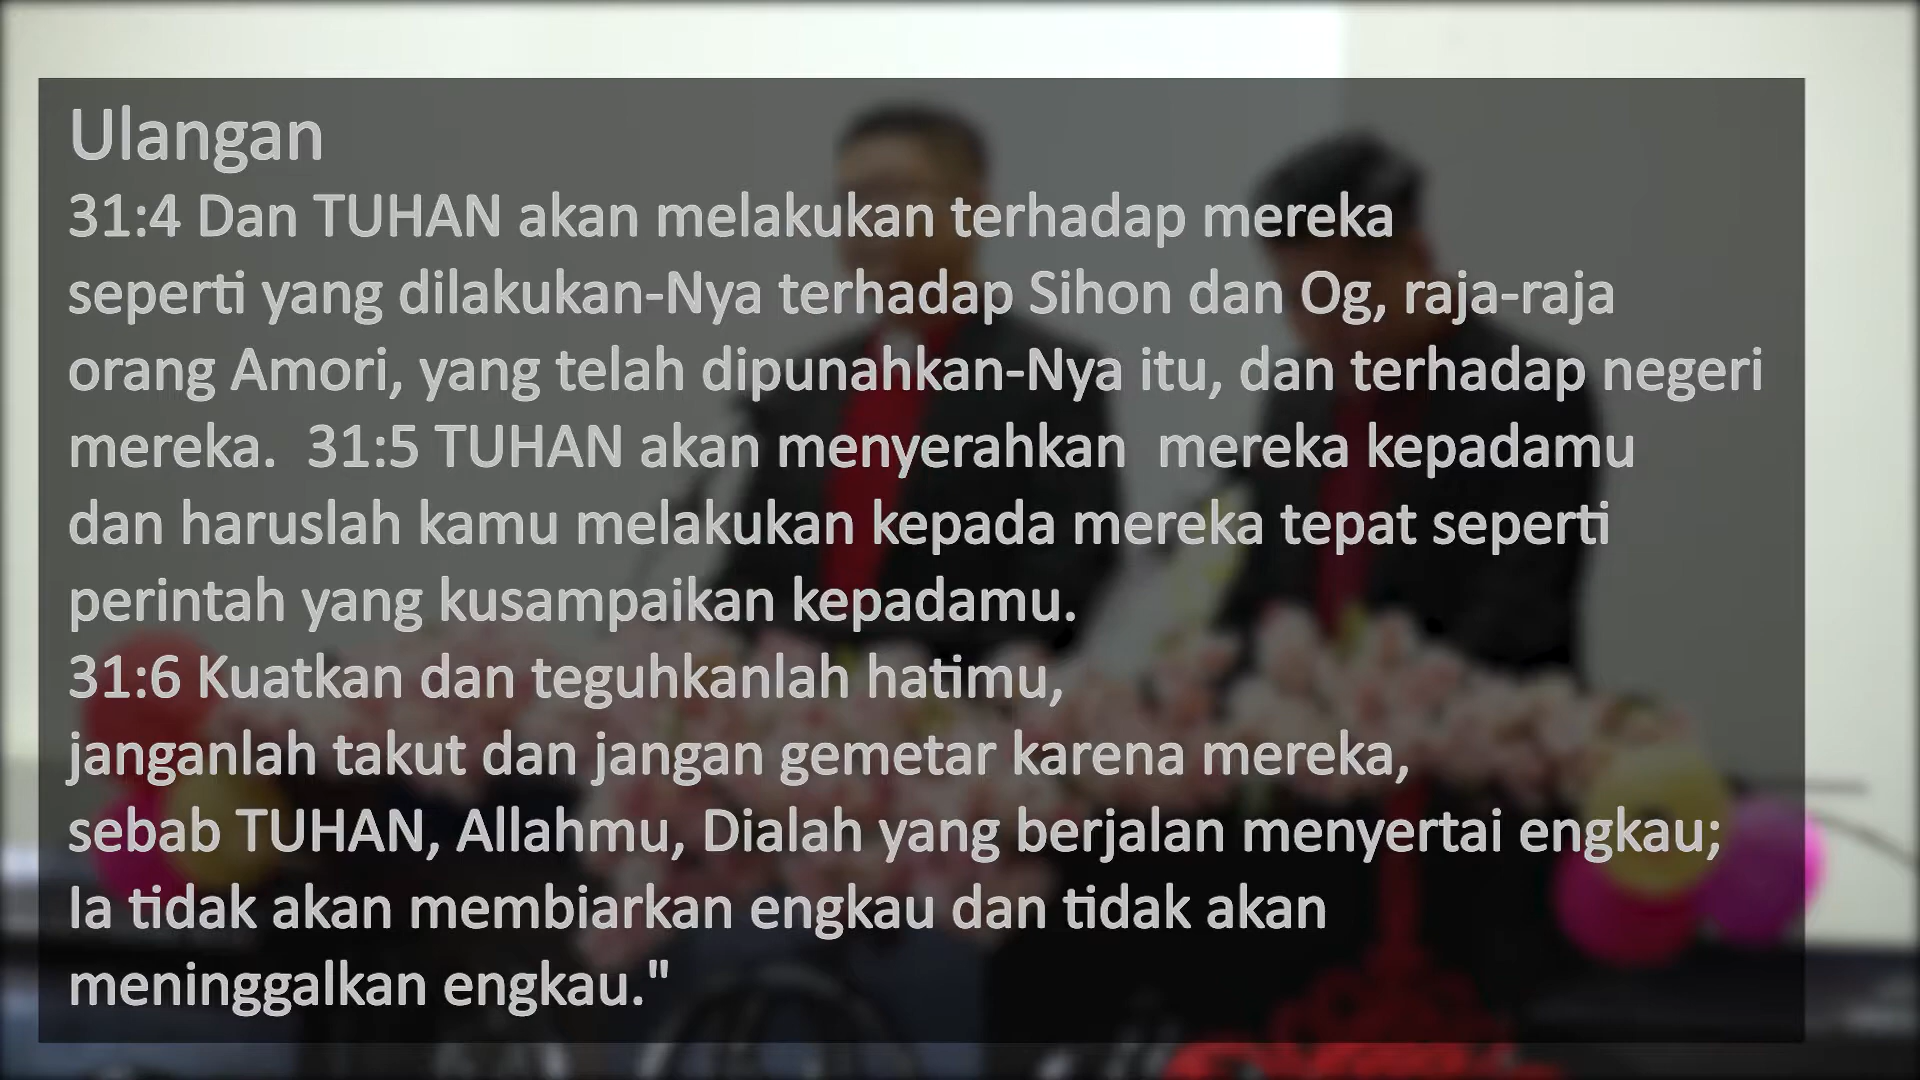 Ulangan
31:4 Dan TUHAN akan melakukan terhadap mereka
seperti yang dilakukan-Nya terhadap Sihon dan Og, raja-raja
orang Amori, yang telah dipunahkan-Nya itu, dan terhadap negeri
mereka.  31:5 TUHAN akan menyerahkan  mereka kepadamu
dan haruslah kamu melakukan kepada mereka tepat seperti
perintah yang kusampaikan kepadamu.
31:6 Kuatkan dan teguhkanlah hatimu,
janganlah takut dan jangan gemetar karena mereka,
sebab TUHAN, Allahmu, Dialah yang berjalan menyertai engkau;
Ia tidak akan membiarkan engkau dan tidak akan
meninggalkan engkau."